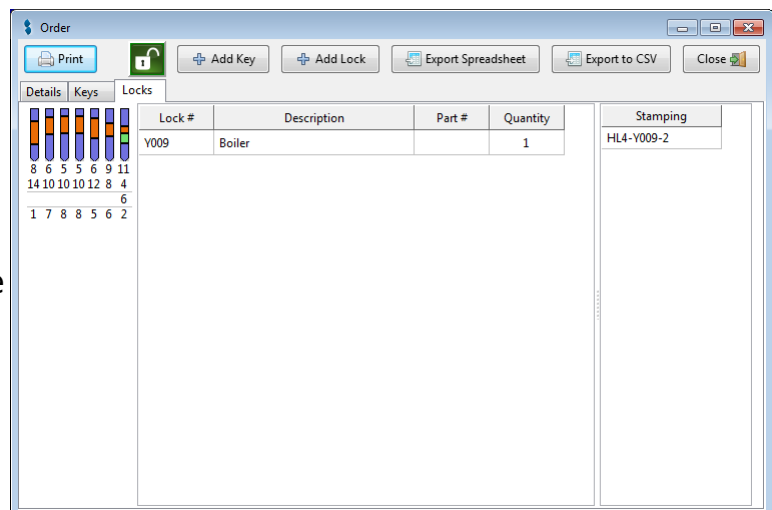 Order
Print Add Key Add Lock Export Spreadsheet Export to CSV Close
Details Keys Locks
Lock # Description Part # Quantity Stamping
Y009 Boiler 1 HL4-Y009-2
8 6 5 5 6 9 11
14 10 10 10 12 8 4
6
1 7 8 8 5 6 2
e